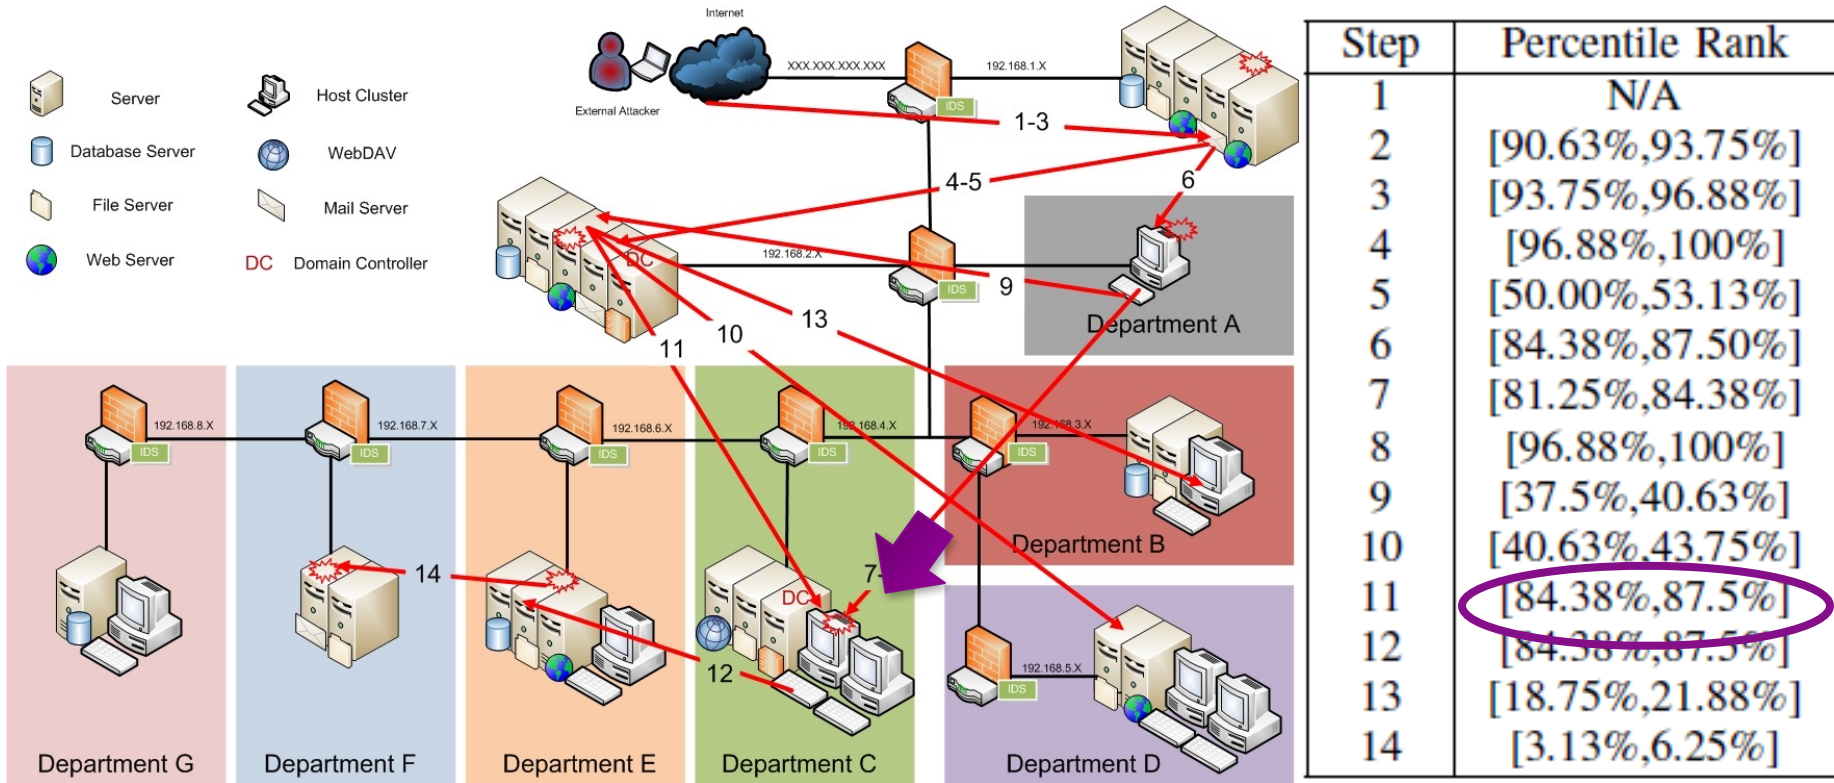 Server
Host Cluster
Database Server
WebDAV
File Server
Mail Server
Web Server
DC
Domain Controller
Internet
External Attacker
XXX.XXX.XXX.XXX
IDS
192.168.1.X
1-3
4-5
6
DC
192.168.2.X
IDS
9
Department A
13
10
11
192.168.8.X
IDS
192.168.7.X
IDS
192.168.6.X
IDS
192.168.4.X
IDS
192.168.3.X
IDS
Department B
14
DC
7-
12
192.168.5.X
IDS
Department G
Department F
Department E
Department C
Department D
Step Percentile Rank
1 N/A
2 [90.63%,93.75%]
3 [93.75%,96.88%]
4 [96.88%,100%]
5 [50.00%,53.13%]
6 [84.38%,87.50%]
7 [81.25%,84.38%]
8 [96.88%,100%]
9 [37.5%,40.63%]
10 [40.63%,43.75%]
11 [84.38%,87.5%]
12 [84.38%,87.5%]
13 [18.75%,21.88%]
14 [3.13%,6.25%]